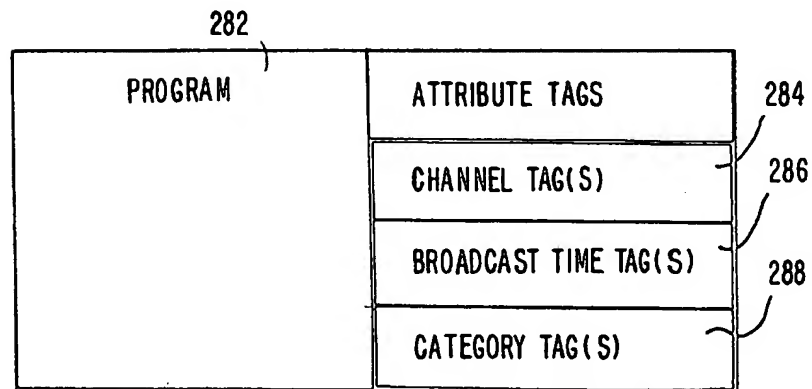 282
PROGRAM
ATTRIBUTE TAGS
284
CHANNEL TAG(S)
286
BROADCAST TIME TAG(S)
288
CATEGORY TAG(S)